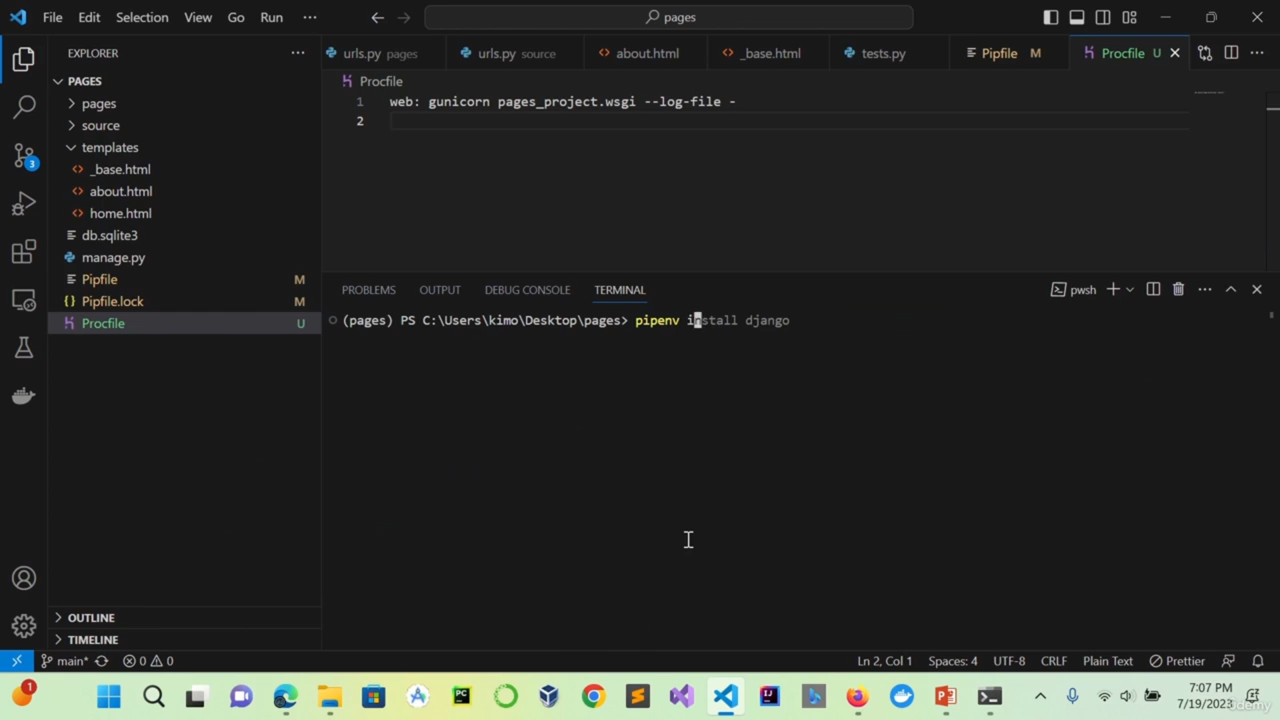 File Edit Selection View Go Run ··· pages
EXPLORER ···
urls.py pages urls.py source about.html _base.html tests.py Pipfile M Procfile U
PAGES
Procfile
pages
source
templates
_base.html
about.html
home.html
db.sqlite3
manage.py
Pipfile M
Pipfile.lock M
Procfile U
3
1 web: gunicorn pages_project.wsgi --log-file -
2
PROBLEMS OUTPUT DEBUG CONSOLE TERMINAL pwsh
(pages) PS C:\Users\kimo\Desktop\pages> pipenv install django
OUTLINE
TIMELINE
main* 0 0 Ln 2, Col 1 Spaces: 4 UTF-8 CRLF Plain Text Prettier
1
PC
7:07 PM
7/19/2023
Udemy